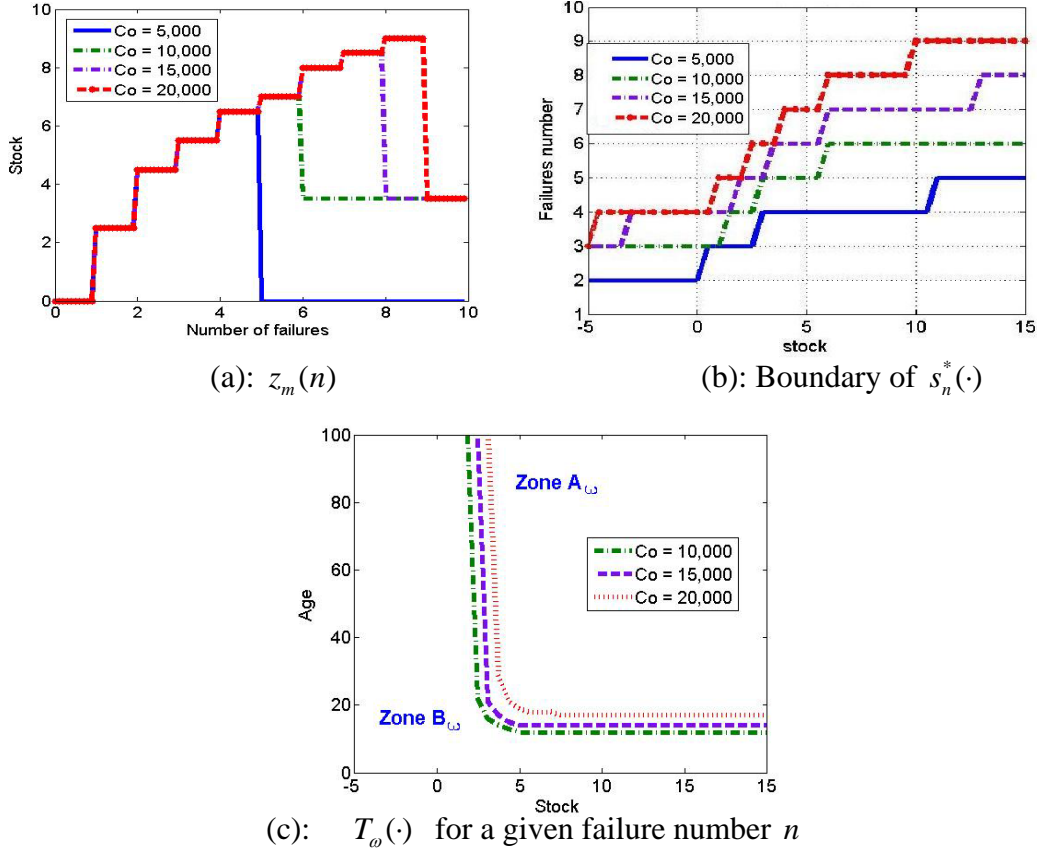 10
8
6
4
2
0
Stock
Co = 5,000
Co = 10,000
Co = 15,000
Co = 20,000
0 2 4 6 8 10
Number of failures
(a): z_m(n)
10
9
8
7
6
5
4
3
2
1
Failures number
Co = 5,000
Co = 10,000
Co = 15,000
Co = 20,000
-5 0 5 10 15
stock
(b): Boundary of s_n^*(·)
100
80
60
40
20
0
Age
Zone A_ω
Co = 10,000
Co = 15,000
Co = 20,000
Zone B_ω
-5 0 5 10 15
Stock
(c): T_ω(·) for a given failure number n